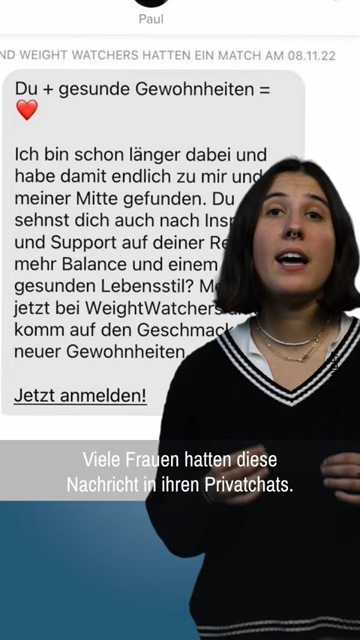 Paul
ND WEIGHT WATCHERS HATTEN EIN MATCH AM 08.11.22
Du + gesunde Gewohnheiten =
❤️
Ich bin schon länger dabei und
habe damit endlich zu mir und
meiner Mitte gefunden. Du
sehnst dich auch nach Ins
und Support auf deiner Re
mehr Balance und einem
gesunden Lebensstil? Me
jetzt bei WeightWatchers
komm auf den Geschmack
neuer Gewohnheiten
Jetzt anmelden!
Viele Frauen hatten diese
Nachricht in ihren Privatchats.